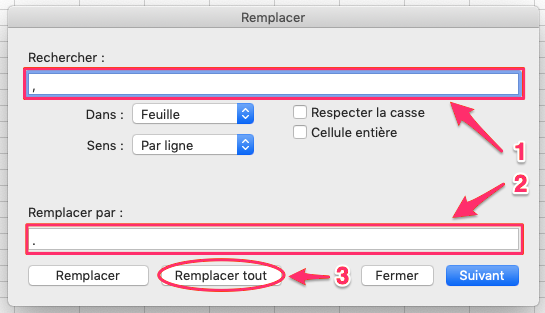 Remplacer
Rechercher :
,
Dans : Feuille
Respecter la casse
Sens : Par ligne
Cellule entière
1
2
Remplacer par :
.
Remplacer Remplacer tout 3 Fermer Suivant